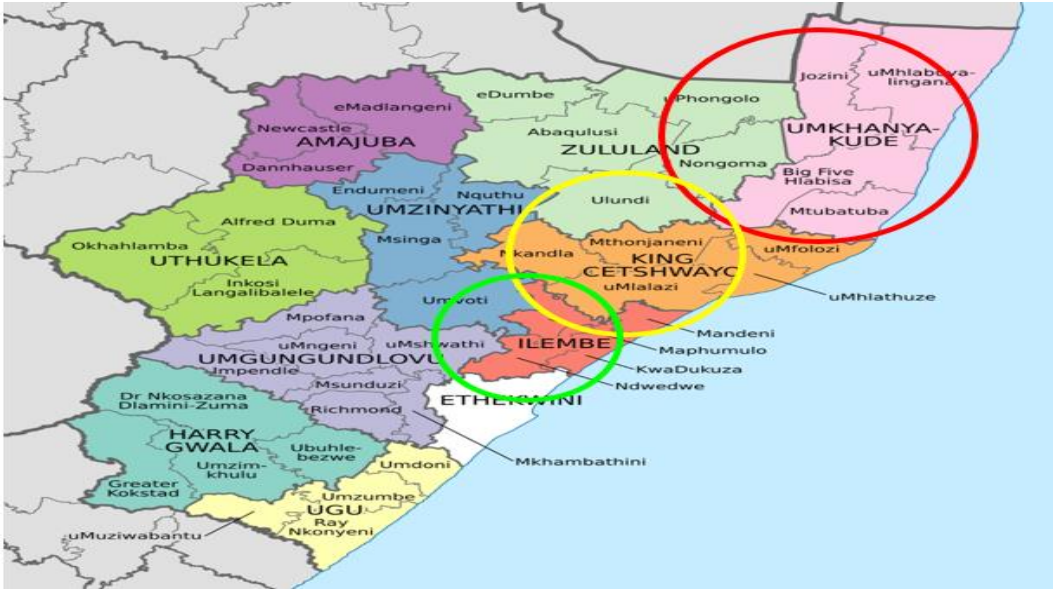 Jozini
uMhlabuya-
lingana
eMadlangeni
eDumbe
uPhongolo
Newcastle
AMAJUBA
Abaqulusi
ZULULAND
UMKHANYA-
KUDE
Dannhauser
Nongoma
Big Five
Hlabisa
Endumeni
Nquthu
UMZINYATHI
Ulundi
Mtubatuba
Alfred Duma
Okhahlamba
UTHUKELA
Msinga
Mthonjaneni
Nkandla
KING
CETSHWAYO
uMfolozi
Inkosi
Langalibalele
uMlalazi
uMhlathuze
Umvoti
Mpofana
Mandeni
uMngeni
uMshwathi
ILEMBE
Maphumulo
UMGUNGUNDLOVU
Impendle
KwaDukuza
Msunduzi
Ndwedwe
Dr Nkosazana
Dlamini-Zuma
Richmond
ETHEKWINI
HARRY
GWALA
Ubuhle-
bezwe
Umzim-
khulu
Umdoni
Mkhambathini
Greater
Kokstad
Umzumbe
UGU
Ray
Nkonyeni
uMuziwabantu